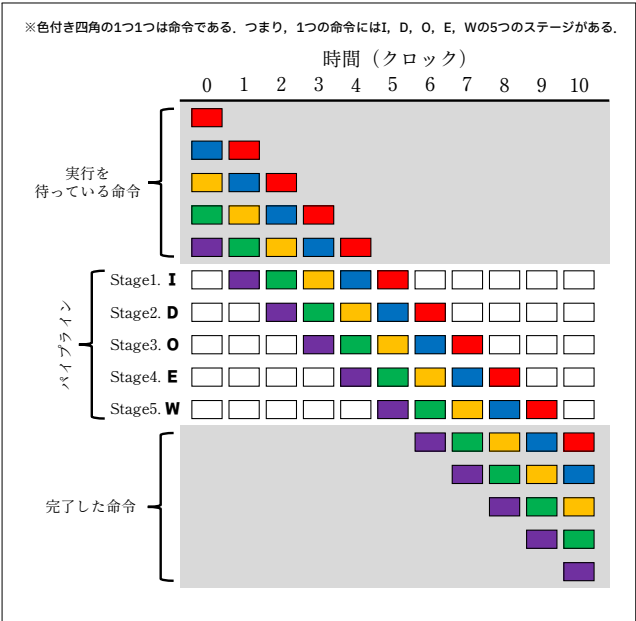 ※色付き四角の1つ1つは命令である．つまり，1つの命令にはI，D，O，E，Wの5つのステージがある．
時間（クロック）
0 1 2 3 4 5 6 7 8 9 10
実行を
待っている命令
パイプライン
Stage1. I
Stage2. D
Stage3. O
Stage4. E
Stage5. W
完了した命令